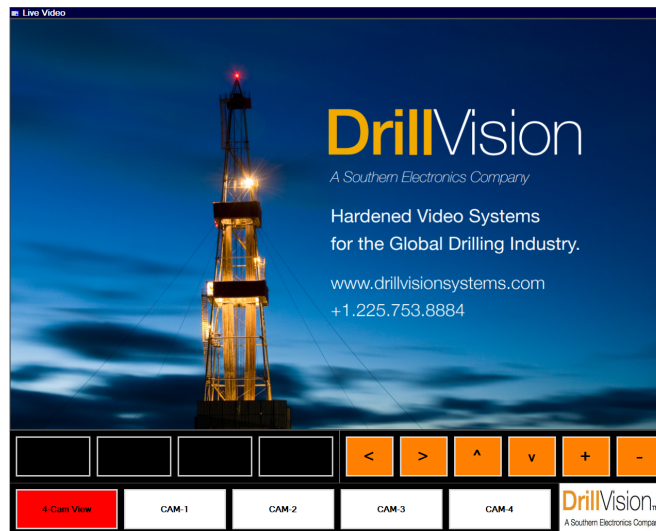 Live Video
DrillVision
A Southern Electronics Company
Hardened Video Systems
for the Global Drilling Industry.
www.drillvisionsystems.com
+1.225.753.8884
< > ^ v + -
4-Cam View CAM-1 CAM-2 CAM-3 CAM-4
DrillVision
A Southern Electronics Compa